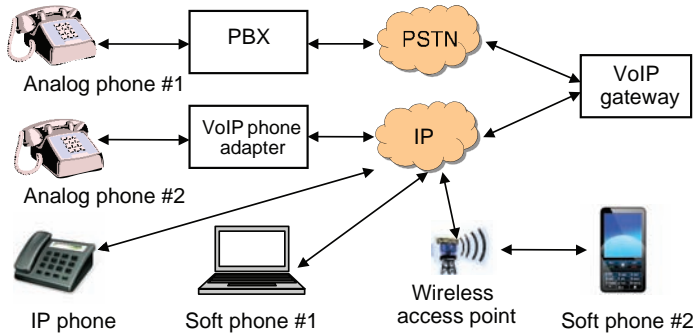 PBX
PSTN
Analog phone #1
VoIP
gateway
VoIP phone
adapter
IP
Analog phone #2
Wireless
access point
IP phone
Soft phone #1
Soft phone #2